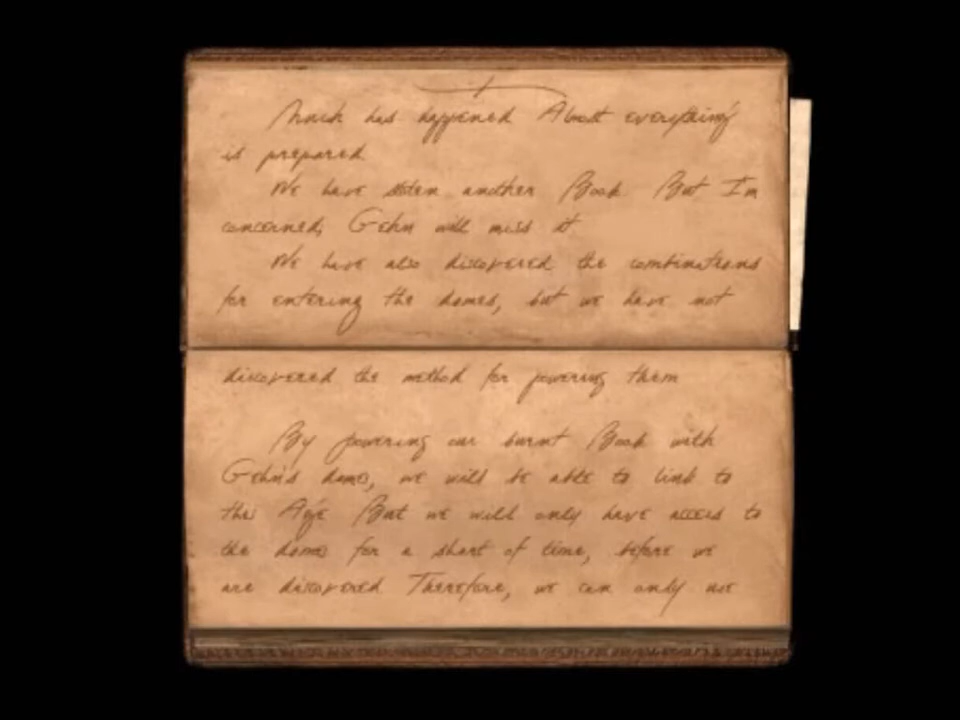 Much has happened Almost everything
is prepared
We have stolen another Book But I'm
concerned; Gehn will miss it
We have also discovered the combinations
for entering the domes, but we have not
discovered the method for powering them
By powering our burnt Book with
Gehn's dome, we will be able to link to
the Age But we will only have access to
the dome for a short of time, before we
are discovered Therefore, we can only use